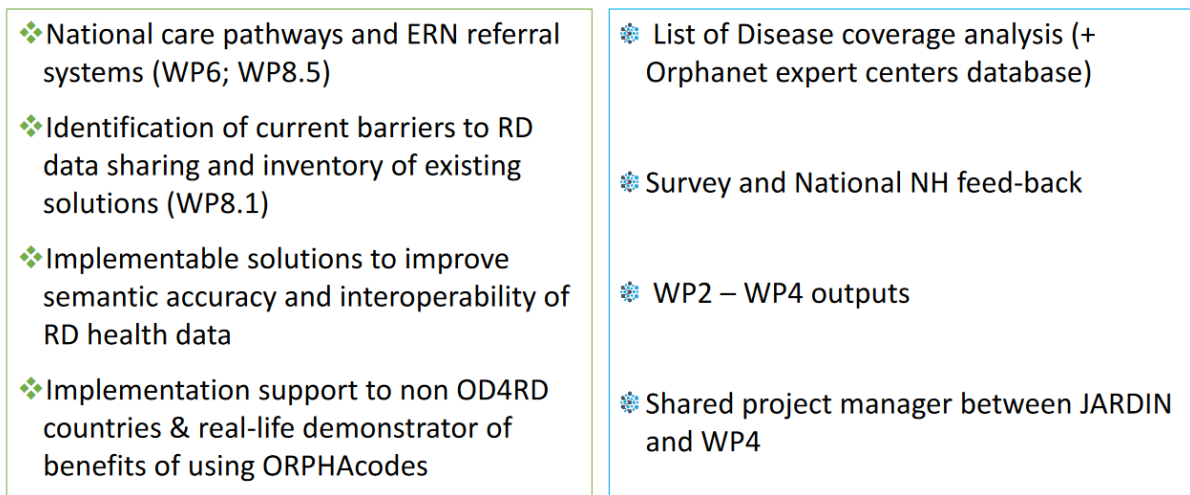 National care pathways and ERN referral
systems (WP6; WP8.5)
Identification of current barriers to RD
data sharing and inventory of existing
solutions (WP8.1)
Implementable solutions to improve
semantic accuracy and interoperability of
RD health data
Implementation support to non OD4RD
countries & real-life demonstrator of
benefits of using ORPHAcodes
List of Disease coverage analysis (+
Orphanet expert centers database)
Survey and National NH feed-back
WP2 – WP4 outputs
Shared project manager between JARDIN
and WP4